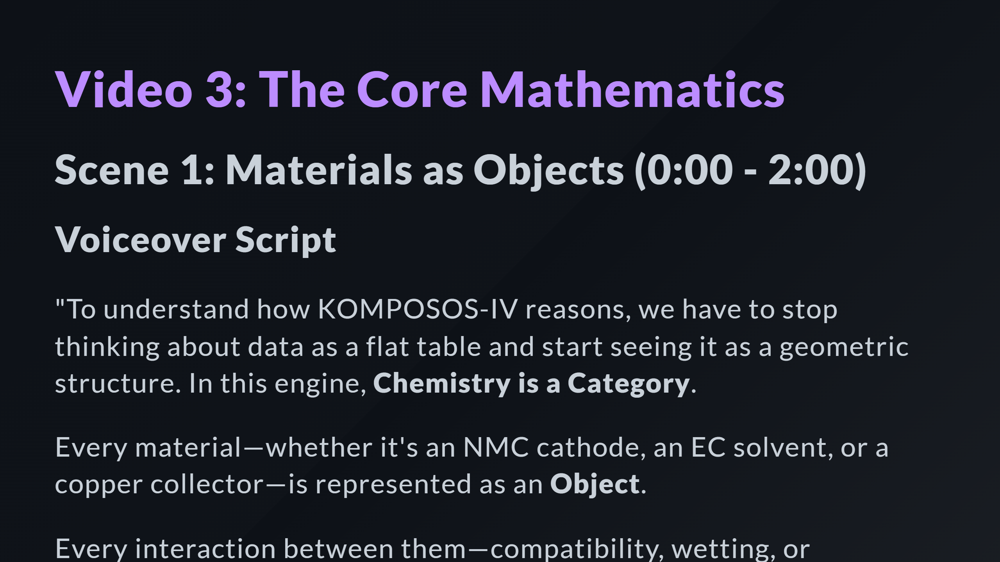 Video 3: The Core Mathematics
Scene 1: Materials as Objects (0:00 - 2:00)
Voiceover Script
"To understand how KOMPOSOS-IV reasons, we have to stop
thinking about data as a flat table and start seeing it as a geometric
structure. In this engine, Chemistry is a Category.
Every material—whether it's an NMC cathode, an EC solvent, or a
copper collector—is represented as an Object.
Every interaction between them—compatibility, wetting, or